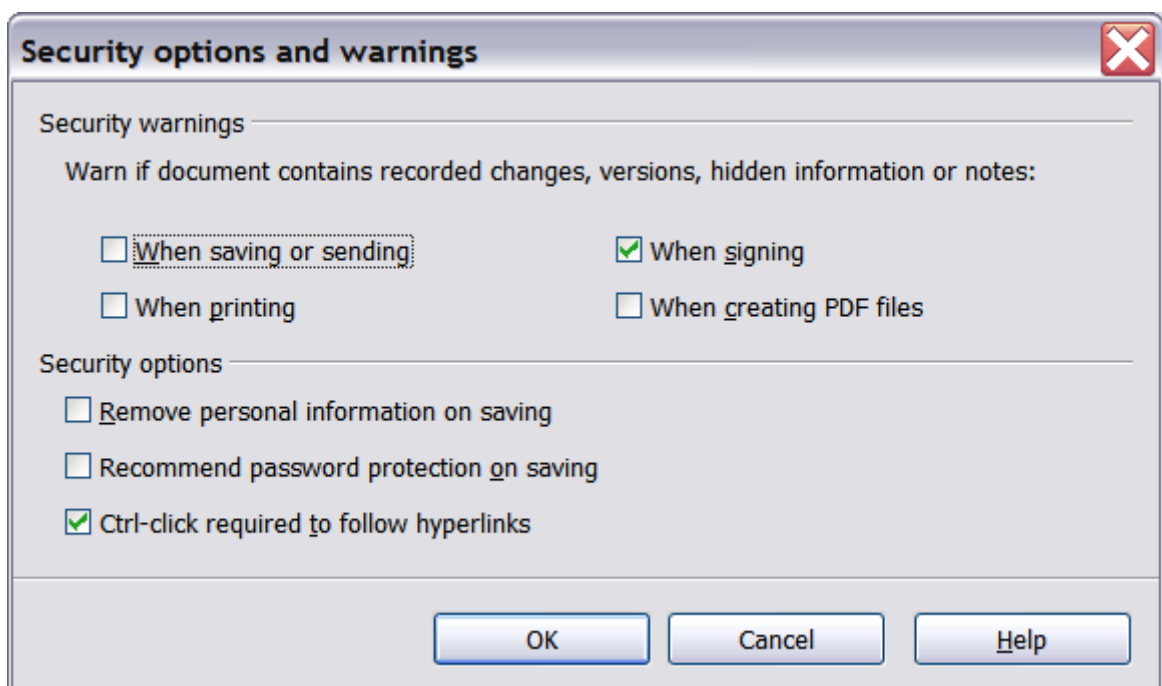 Security options and warnings
Security warnings
Warn if document contains recorded changes, versions, hidden information or notes:
When saving or sending
When signing
When printing
When creating PDF files
Security options
Remove personal information on saving
Recommend password protection on saving
Ctrl-click required to follow hyperlinks
OK
Cancel
Help